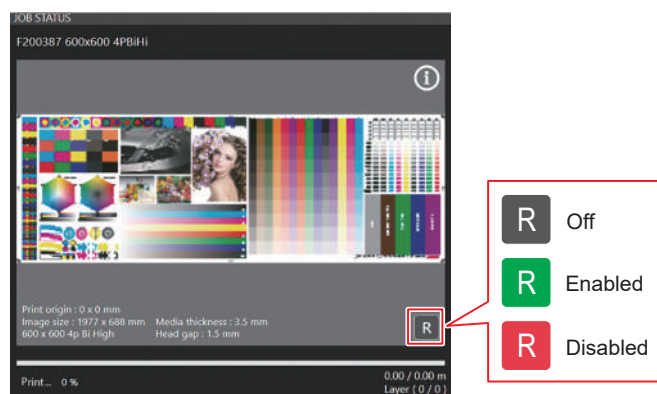 JOB STATUS
F200387 600x600 4PBiHi
i
Print origin : 0 x 0 mm
Image size : 1977 x 688 mm Media thickness : 3.5 mm
600 x 600 4p Bi High Head gap : 1.5 mm
R
R Off
R Enabled
R Disabled
Print... 0 %
0.00 / 0.00 m
Layer ( 0 / 0 )